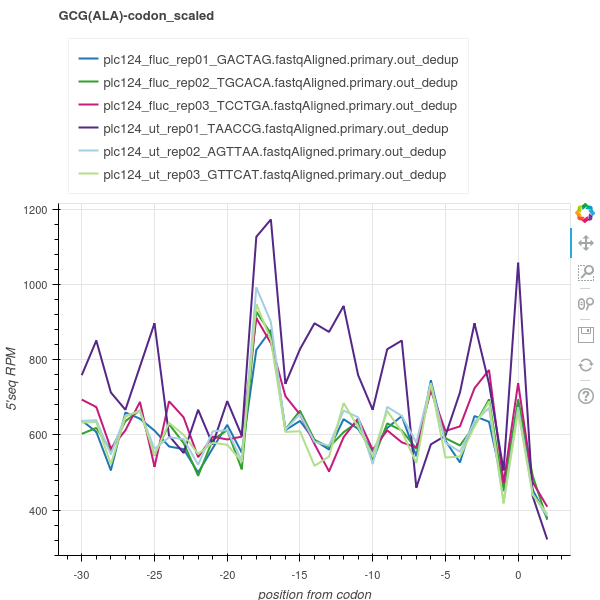 GCG(ALA)-codon_scaled
plc124_fluc_rep01_GACTAG.fastqAligned.primary.out_dedup
plc124_fluc_rep02_TGCACA.fastqAligned.primary.out_dedup
plc124_fluc_rep03_TCCTGA.fastqAligned.primary.out_dedup
plc124_ut_rep01_TAACCG.fastqAligned.primary.out_dedup
plc124_ut_rep02_AGTTAA.fastqAligned.primary.out_dedup
plc124_ut_rep03_GTTCAT.fastqAligned.primary.out_dedup
1200
1000
800
600
400
5'seq RPM
-30 -25 -20 -15 -10 -5 0
position from codon